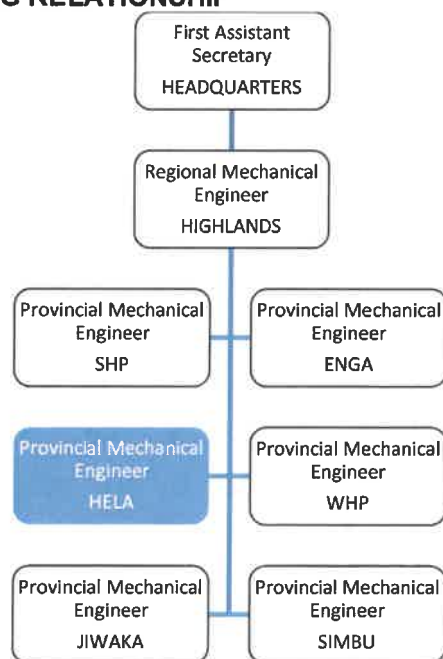 First Assistant
Secretary
HEADQUARTERS
Regional Mechanical
Engineer
HIGHLANDS
Provincial Mechanical
Engineer
SHP
Provincial Mechanical
Engineer
ENGA
Provincial Mechanical
Engineer
HELA
Provincial Mechanical
Engineer
WHP
Provincial Mechanical
Engineer
JIWAKA
Provincial Mechanical
Engineer
SIMBU